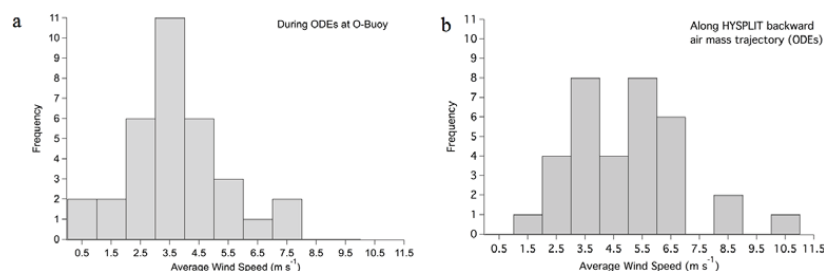 a
During ODEs at O-Buoy
11
10
9
8
7
6
5
4
3
2
1
0
Frequency
0.5 1.5 2.5 3.5 4.5 5.5 6.5 7.5 8.5 9.5 10.5 11.5
Average Wind Speed (m s⁻¹)
b
Along HYSPLIT backward
air mass trajectory (ODEs)
11
10
9
8
7
6
5
4
3
2
1
0
Frequency
0.5 1.5 2.5 3.5 4.5 5.5 6.5 7.5 8.5 9.5 10.5 11.5
Average Wind Speed (m s⁻¹)